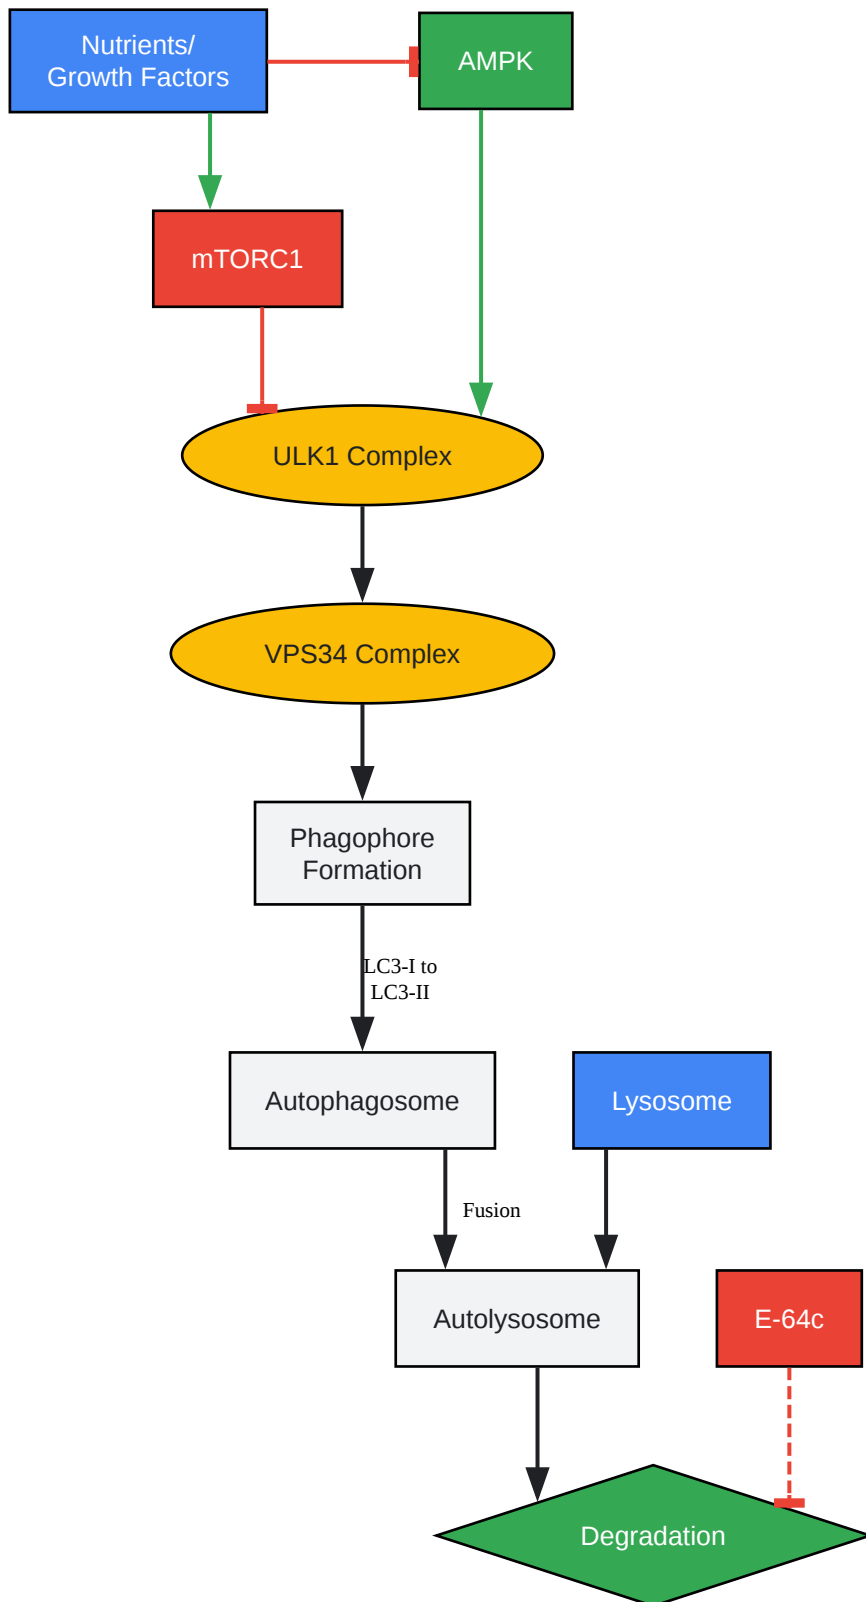 Nutrients/
Growth Factors
AMPK
mTORC1
ULK1 Complex
VPS34 Complex
Phagophore
Formation
LC3-I to
LC3-II
Autophagosome
Lysosome
Fusion
Autolysosome
E-64c
Degradation